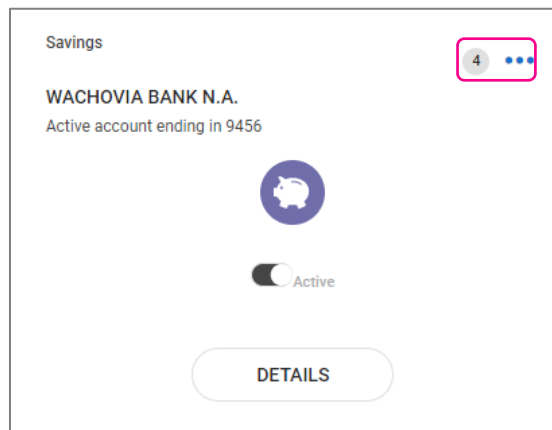 Savings
4 •••
WACHOVIA BANK N.A.
Active account ending in 9456
Active
DETAILS